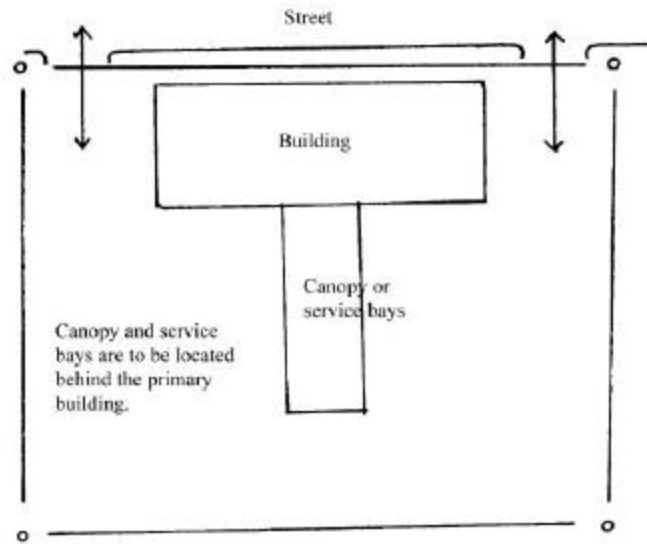 Street
Building
Canopy or
service bays
Canopy and service
bays are to be located
behind the primary
building.